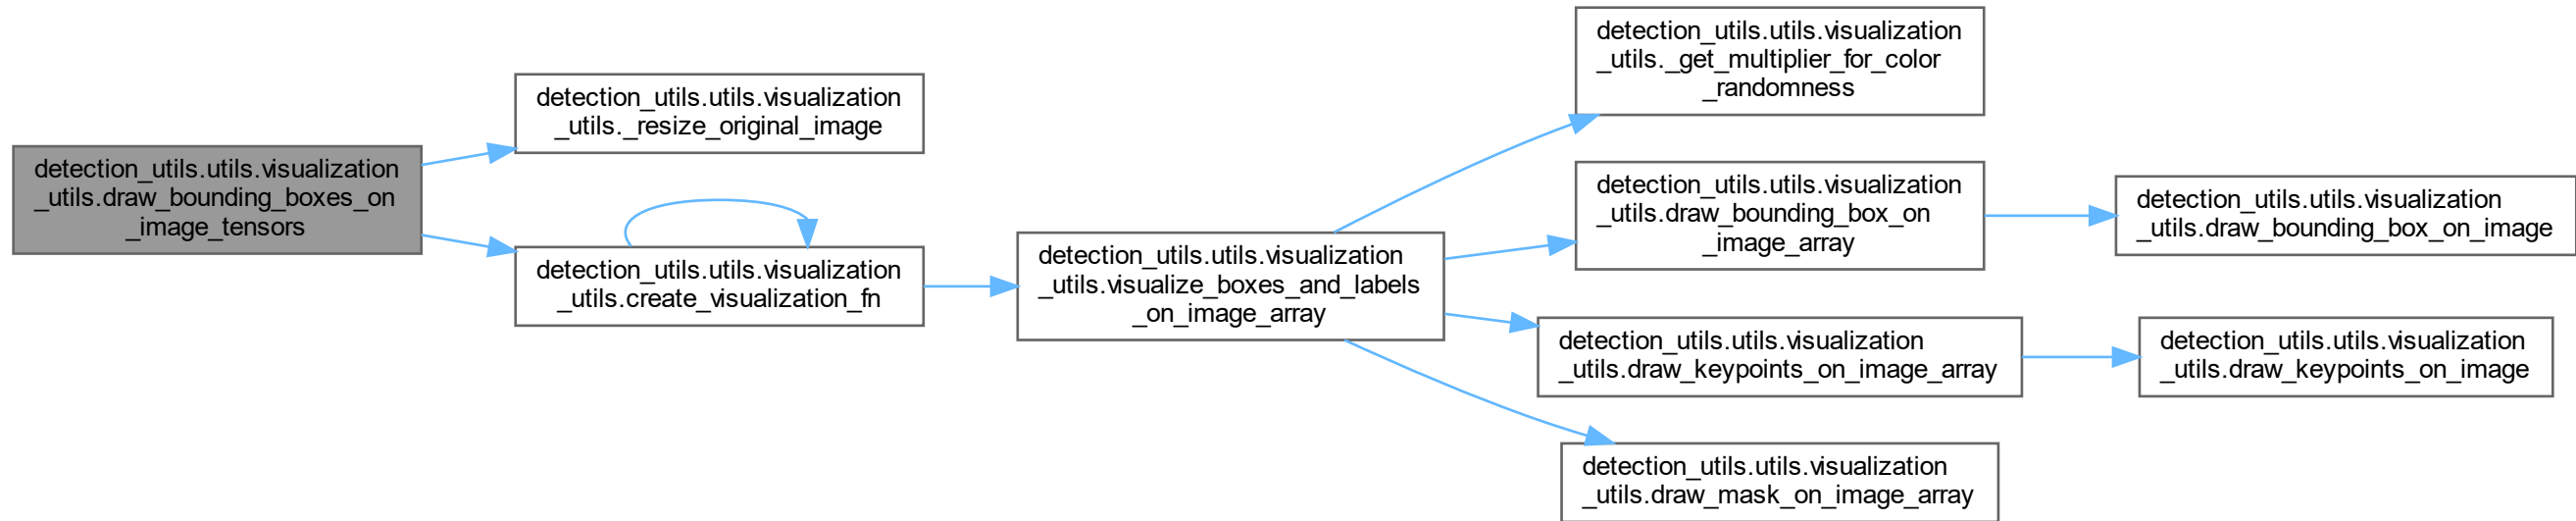 detection_utils.utils.visualization
_utils.draw_bounding_boxes_on
_image_tensors
detection_utils.utils.visualization
_utils._resize_original_image
detection_utils.utils.visualization
_utils.create_visualization_fn
detection_utils.utils.visualization
_utils.visualize_boxes_and_labels
_on_image_array
detection_utils.utils.visualization
_utils._get_multiplier_for_color
_randomness
detection_utils.utils.visualization
_utils.draw_bounding_box_on
_image_array
detection_utils.utils.visualization
_utils.draw_bounding_box_on_image
detection_utils.utils.visualization
_utils.draw_keypoints_on_image_array
detection_utils.utils.visualization
_utils.draw_keypoints_on_image
detection_utils.utils.visualization
_utils.draw_mask_on_image_array